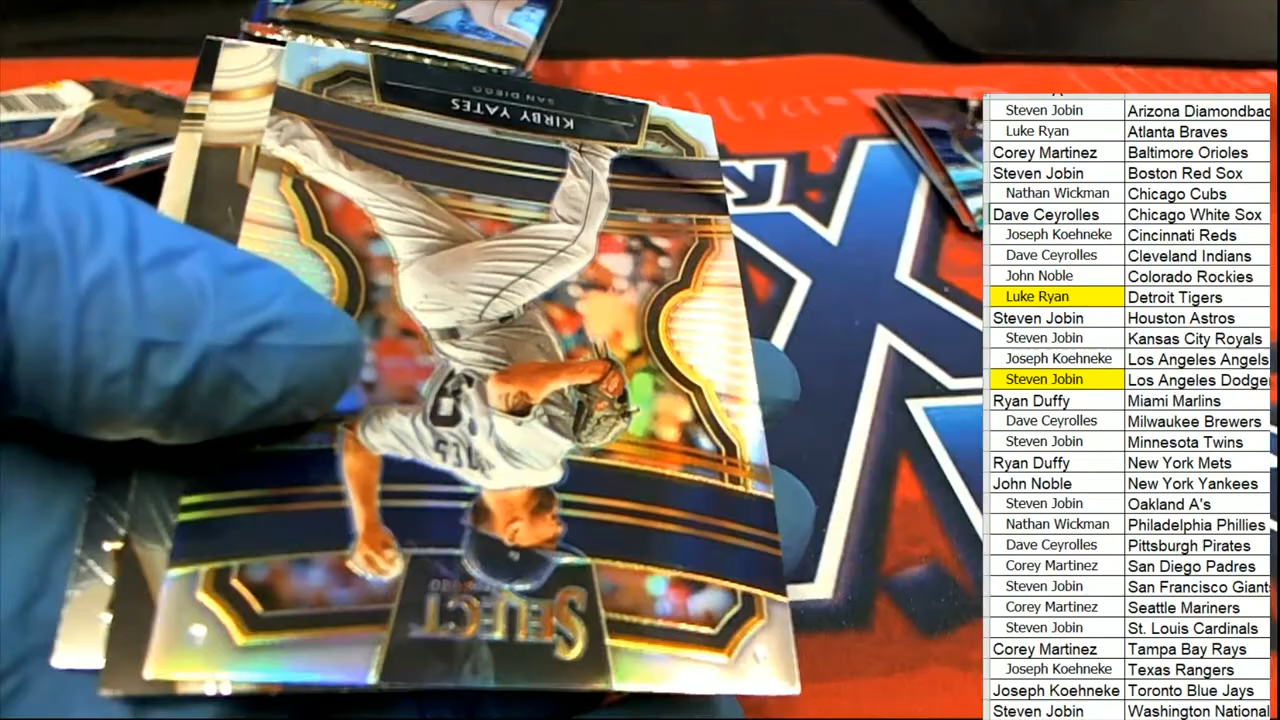 KIRBY YATES
SAN DIEGO
SELECT
Steven Jobin Arizona Diamondbac
Luke Ryan Atlanta Braves
Corey Martinez Baltimore Orioles
Steven Jobin Boston Red Sox
Nathan Wickman Chicago Cubs
Dave Ceyrolles Chicago White Sox
Joseph Koehneke Cincinnati Reds
Dave Ceyrolles Cleveland Indians
John Noble Colorado Rockies
Luke Ryan Detroit Tigers
Steven Jobin Houston Astros
Steven Jobin Kansas City Royals
Joseph Koehneke Los Angeles Angels
Steven Jobin Los Angeles Dodge
Ryan Duffy Miami Marlins
Dave Ceyrolles Milwaukee Brewers
Steven Jobin Minnesota Twins
Ryan Duffy New York Mets
John Noble New York Yankees
Steven Jobin Oakland A's
Nathan Wickman Philadelphia Phillies
Dave Ceyrolles Pittsburgh Pirates
Corey Martinez San Diego Padres
Steven Jobin San Francisco Giant
Corey Martinez Seattle Mariners
Steven Jobin St. Louis Cardinals
Corey Martinez Tampa Bay Rays
Joseph Koehneke Texas Rangers
Joseph Koehneke Toronto Blue Jays
Steven Jobin Washington National